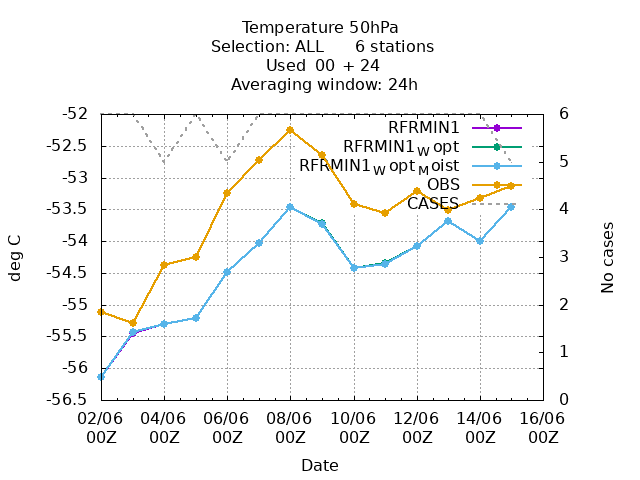 Temperature 50hPa
Selection: ALL 6 stations
Used 00 + 24
Averaging window: 24h
-52
-52.5
-53
-53.5
-54
-54.5
-55
-55.5
-56
-56.5
deg C
RFRMIN1
RFRMIN1W opt
RFRMIN1W optM oist
OBS
CASES
6
5
4
3
2
1
0
No cases
02/06 04/06 06/06 08/06 10/06 12/06 14/06 16/06
00Z 00Z 00Z 00Z 00Z 00Z 00Z 00Z
Date